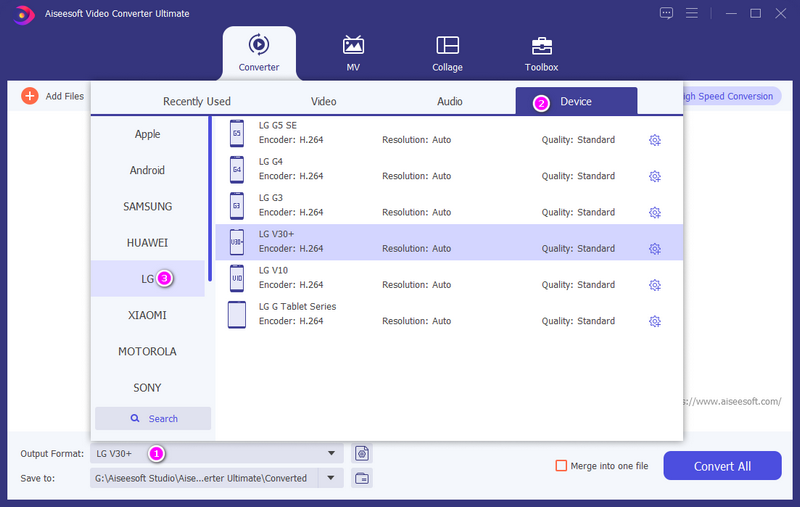 Aiseesoft Video Converter Ultimate
Converter
MV
Collage
Toolbox
Add Files
High Speed Conversion
Recently Used
Video
Audio
2
Device
Apple
Android
SAMSUNG
HUAWEI
LG
3
XIAOMI
MOTOROLA
SONY
Search
G5
LG G5 SE
Encoder: H.264 Resolution: Auto Quality: Standard
G4
LG G4
Encoder: H.264 Resolution: Auto Quality: Standard
G3
LG G3
Encoder: H.264 Resolution: Auto Quality: Standard
V30+
LG V30+
Encoder: H.264 Resolution: Auto Quality: Standard
V10
LG V10
Encoder: H.264 Resolution: Auto Quality: Standard
LG G Tablet Series
Encoder: H.264 Resolution: Auto Quality: Standard
s://www.aiseesoft.com/
Output Format: LG V30+ 1
Save to: G:\Aiseesoft Studio\Aise...erter Ultimate\Converted
Merge into one file
Convert All